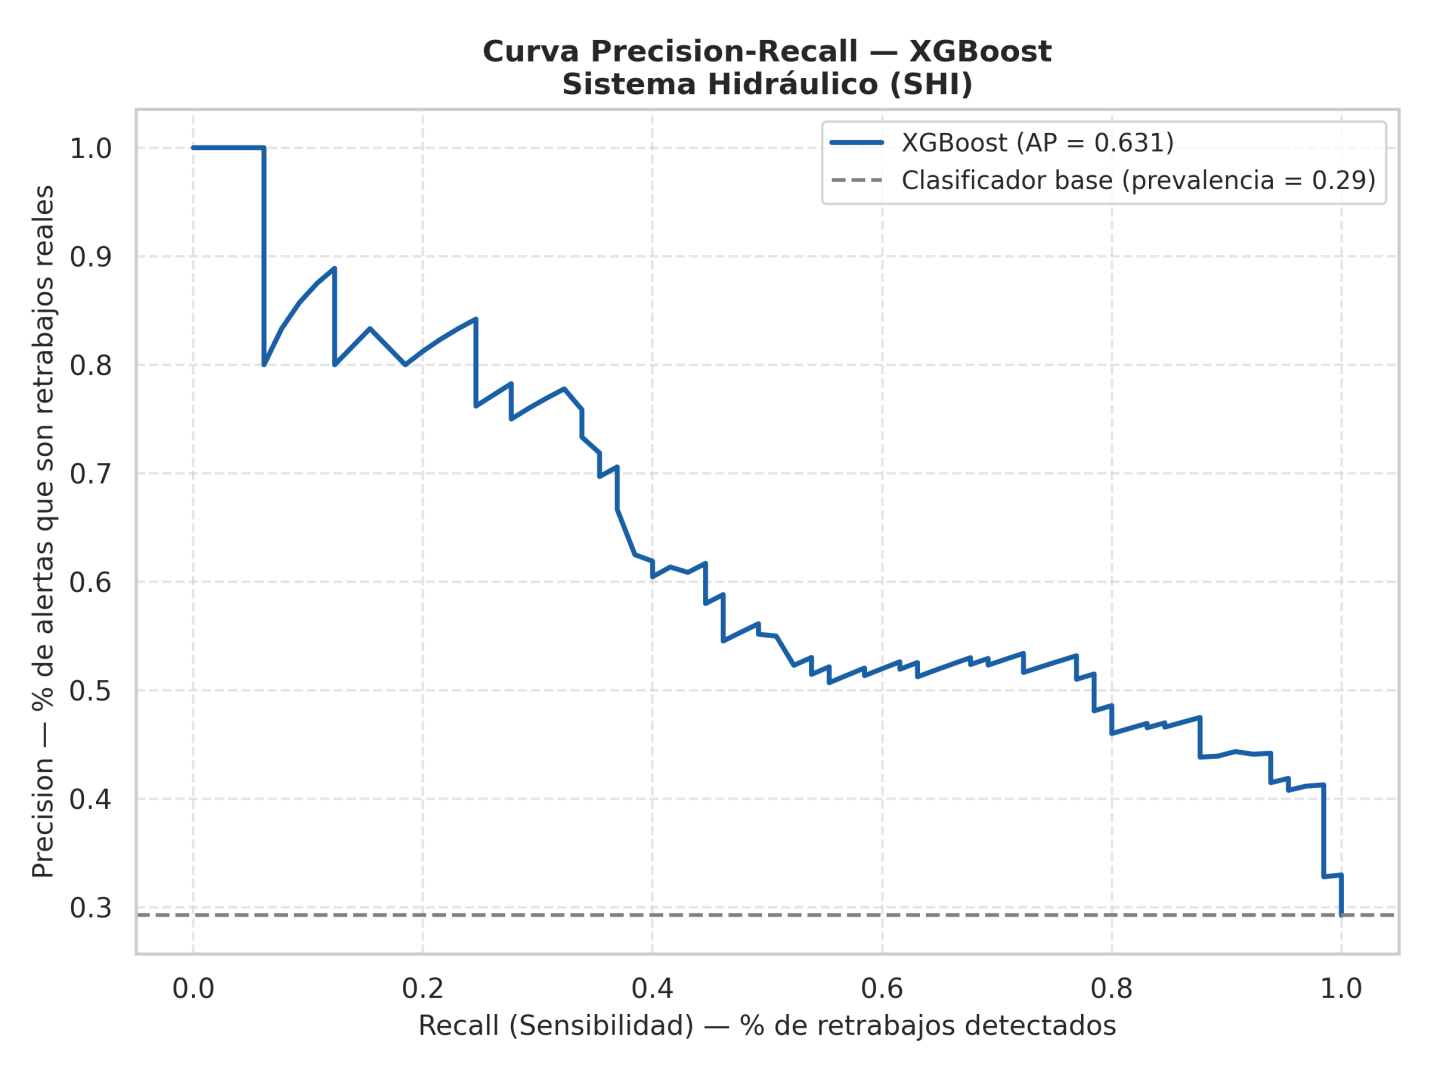 Curva Precision-Recall — XGBoost
Sistema Hidráulico (SHI)
XGBoost (AP = 0.631)
Clasificador base (prevalencia = 0.29)
Precision — % de alertas que son retrabajos reales
1.0
0.9
0.8
0.7
0.6
0.5
0.4
0.3
0.0 0.2 0.4 0.6 0.8 1.0
Recall (Sensibilidad) — % de retrabajos detectados